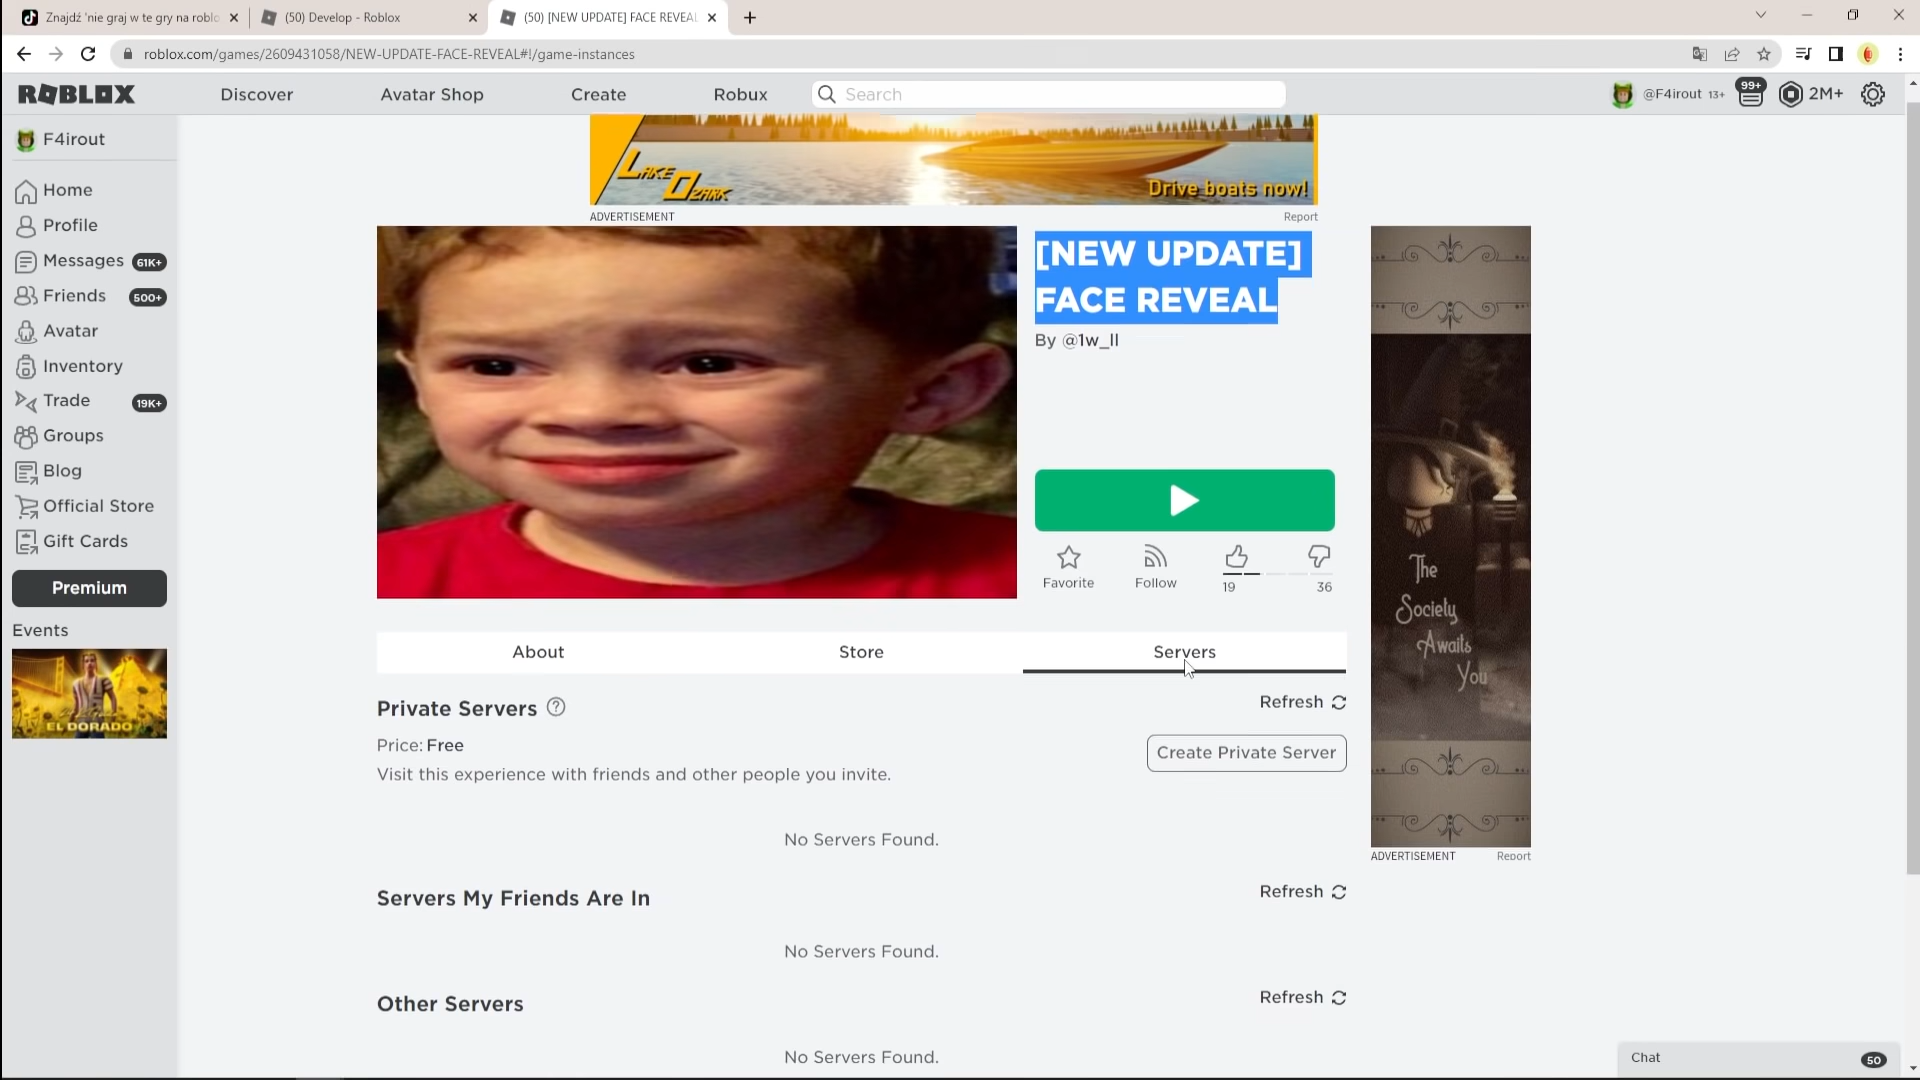 Znajdź 'nie graj w te gry na roblo
(50) Develop - Roblox
(50) [NEW UPDATE] FACE REVEAL
roblox.com/games/2609431058/NEW-UPDATE-FACE-REVEAL#!/game-instances
ROBLOX
Discover
Avatar Shop
Create
Robux
Search
@F4irout 13+
99+
2M+
F4irout
Home
Profile
Messages 61K+
Friends 500+
Avatar
Inventory
Trade 19K+
Groups
Blog
Official Store
Gift Cards
Premium
Events
EL DORADO
LAKE OZARK
Drive boats now!
ADVERTISEMENT
Report
[NEW UPDATE]
FACE REVEAL
By @1w_ll
Favorite
Follow
19
36
About
Store
Servers
Private Servers
Refresh
Price: Free
Create Private Server
Visit this experience with friends and other people you invite.
No Servers Found.
Servers My Friends Are In
Refresh
No Servers Found.
Other Servers
Refresh
No Servers Found.
The
Society
Awaits
You
ADVERTISEMENT
Report
Chat
50